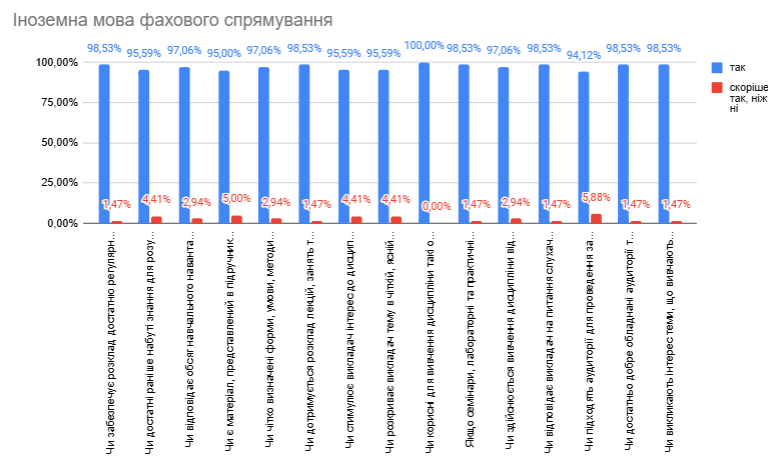 Іноземна мова фахового спрямування
98,53% 95,59% 97,06% 95,00% 97,06% 98,53% 95,59% 95,59% 100,00% 98,53% 97,06% 98,53% 94,12% 98,53% 98,53%
100,00%
75,00%
50,00%
25,00%
0,00%
1,47% 4,41% 2,94% 5,00% 2,94% 1,47% 4,41% 4,41% 0,00% 1,47% 2,94% 1,47% 5,88% 1,47% 1,47%
так
скоріше
так, ніж
ні
Чи забезпечує розклад достатню регулярн...
Чи достатні раніше набуті знання для розу...
Чи відповідає обсяг навчального наванта...
Чи є матеріал, представлений в підручник...
Чи чітко визначені форми, умови, методи...
Чи дотримується розклад лекцій, занять т...
Чи стимулює викладач інтерес до дисцип...
Чи розкриває викладач тему в чіткій, ясній...
Чи корисні для вивчення дисципліни такі о...
Якщо семінари, лабораторні та практичні...
Чи здійснюється вивчення дисципліни від...
Чи відповідає викладач на питання слухач...
Чи підходять аудиторії для проведення за...
Чи достатньо добре обладнані аудиторії т...
Чи викликають інтерес теми, що вивчають...